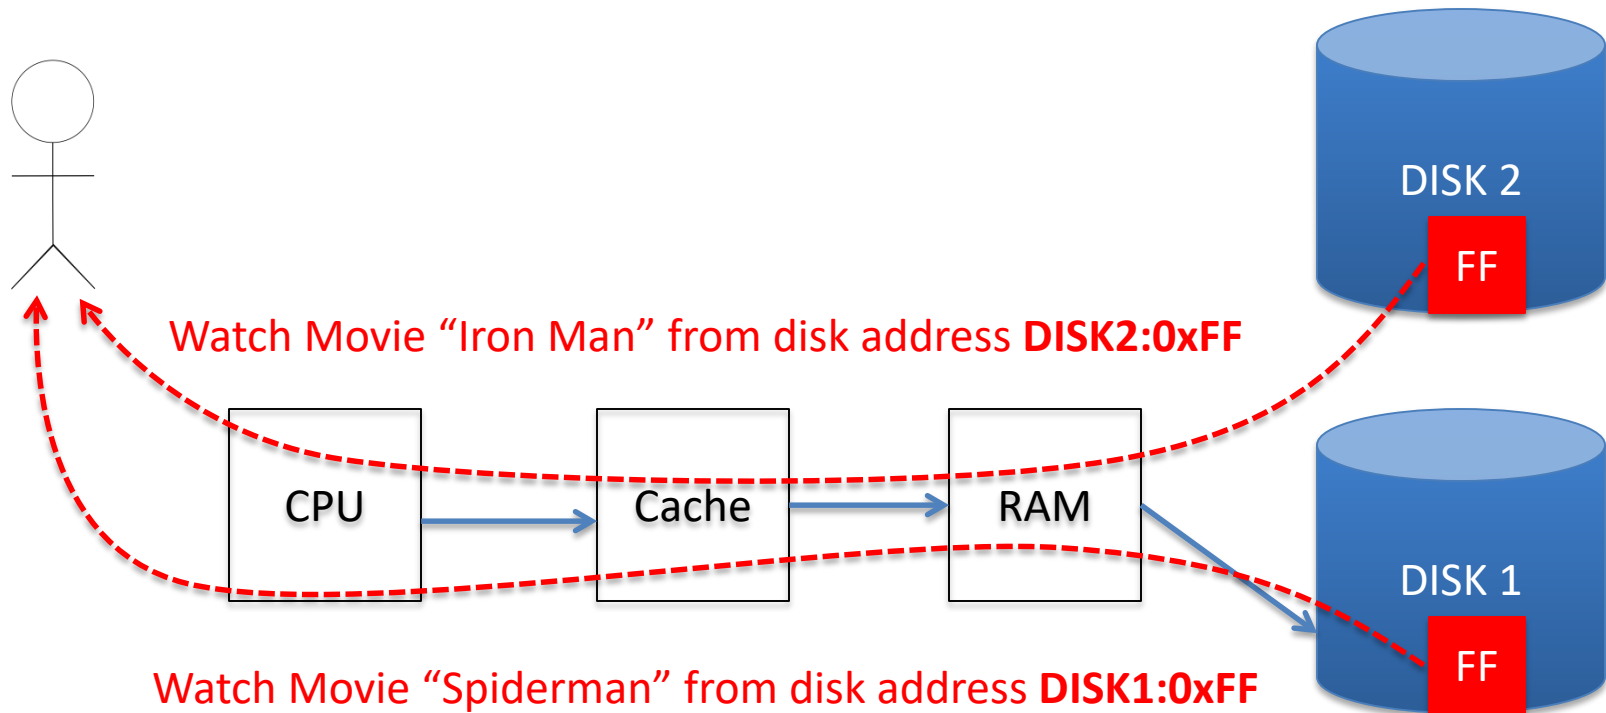 DISK 2
FF
Watch Movie “Iron Man” from disk address DISK2:0xFF
CPU
Cache
RAM
DISK 1
FF
Watch Movie “Spiderman” from disk address DISK1:0xFF